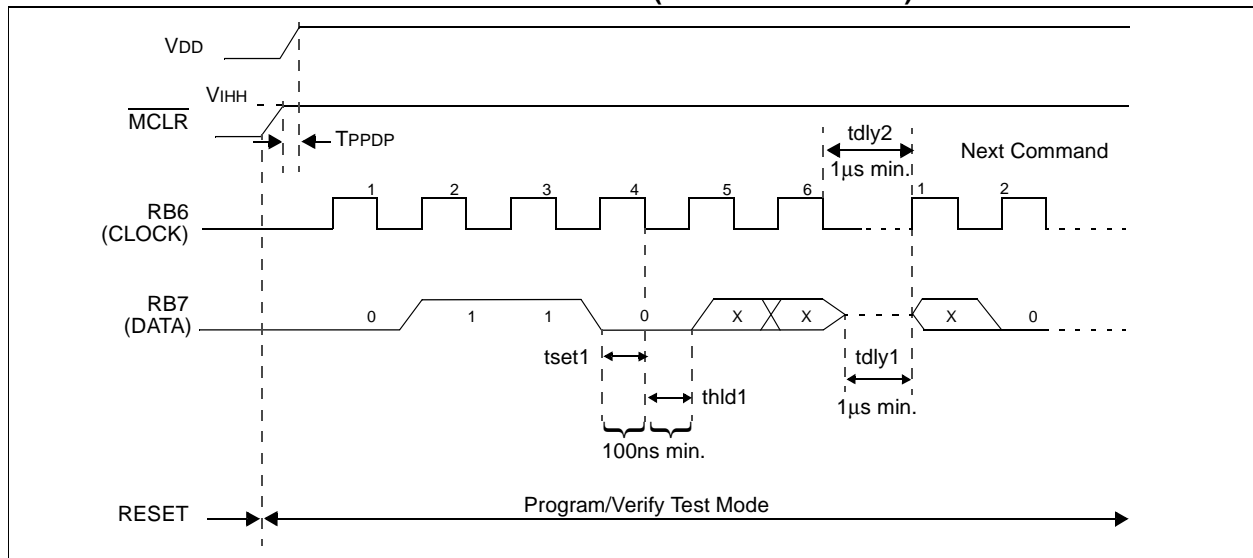 VDD
VIHH
MCLR
TPPDP
tdly2
1µs min.
Next Command
1 2 3 4 5 6 1 2
RB6
(CLOCK)
RB7
(DATA)
0 1 1 0 X X X 0
tset1
thld1
tdly1
1µs min.
100ns min.
RESET
Program/Verify Test Mode